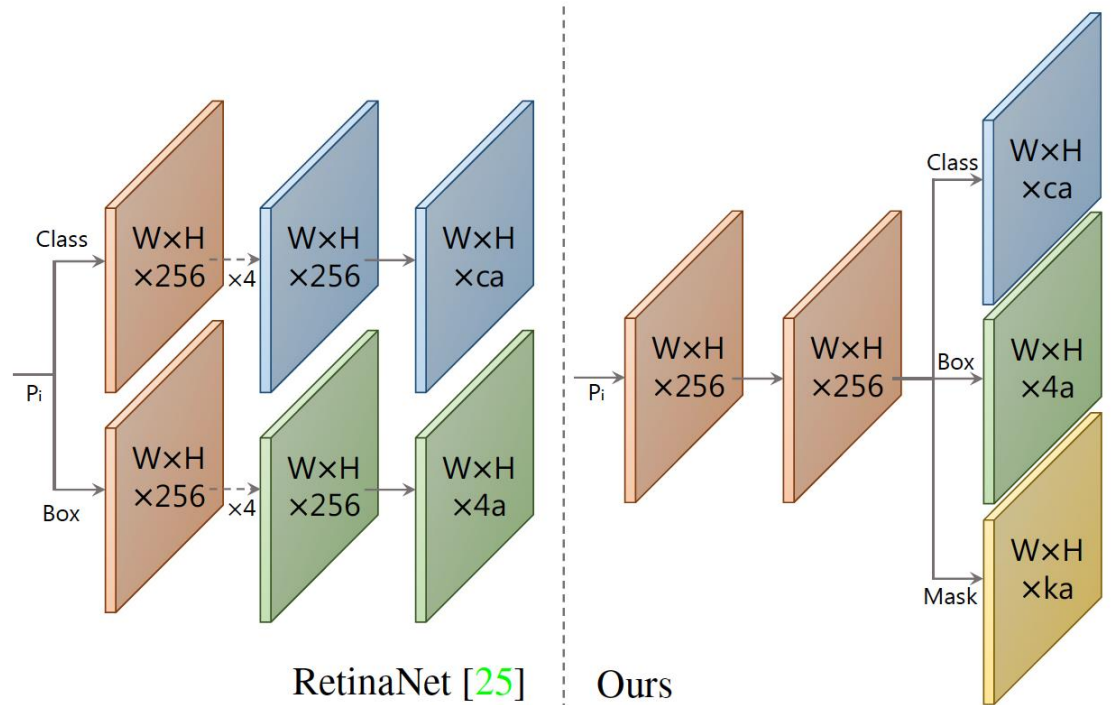 Class
W×H
×256
×4
W×H
×256
W×H
×ca
Pᵢ
Box
W×H
×256
×4
W×H
×256
W×H
×4a
RetinaNet [25]
Pᵢ
W×H
×256
W×H
×256
Class
W×H
×ca
Box
W×H
×4a
Mask
W×H
×ka
Ours